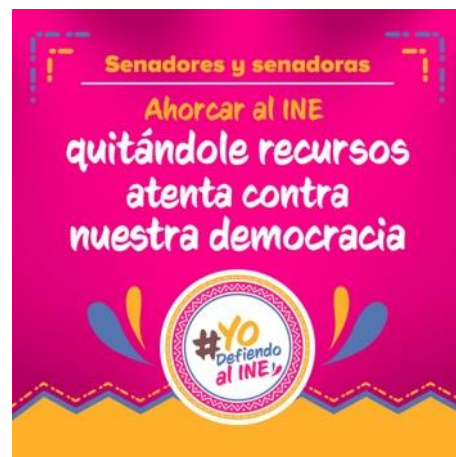 Senadores y senadoras
Ahorcar al INE
quitándole recursos
atenta contra
nuestra democracia
#YO
Defiendo
al INE!